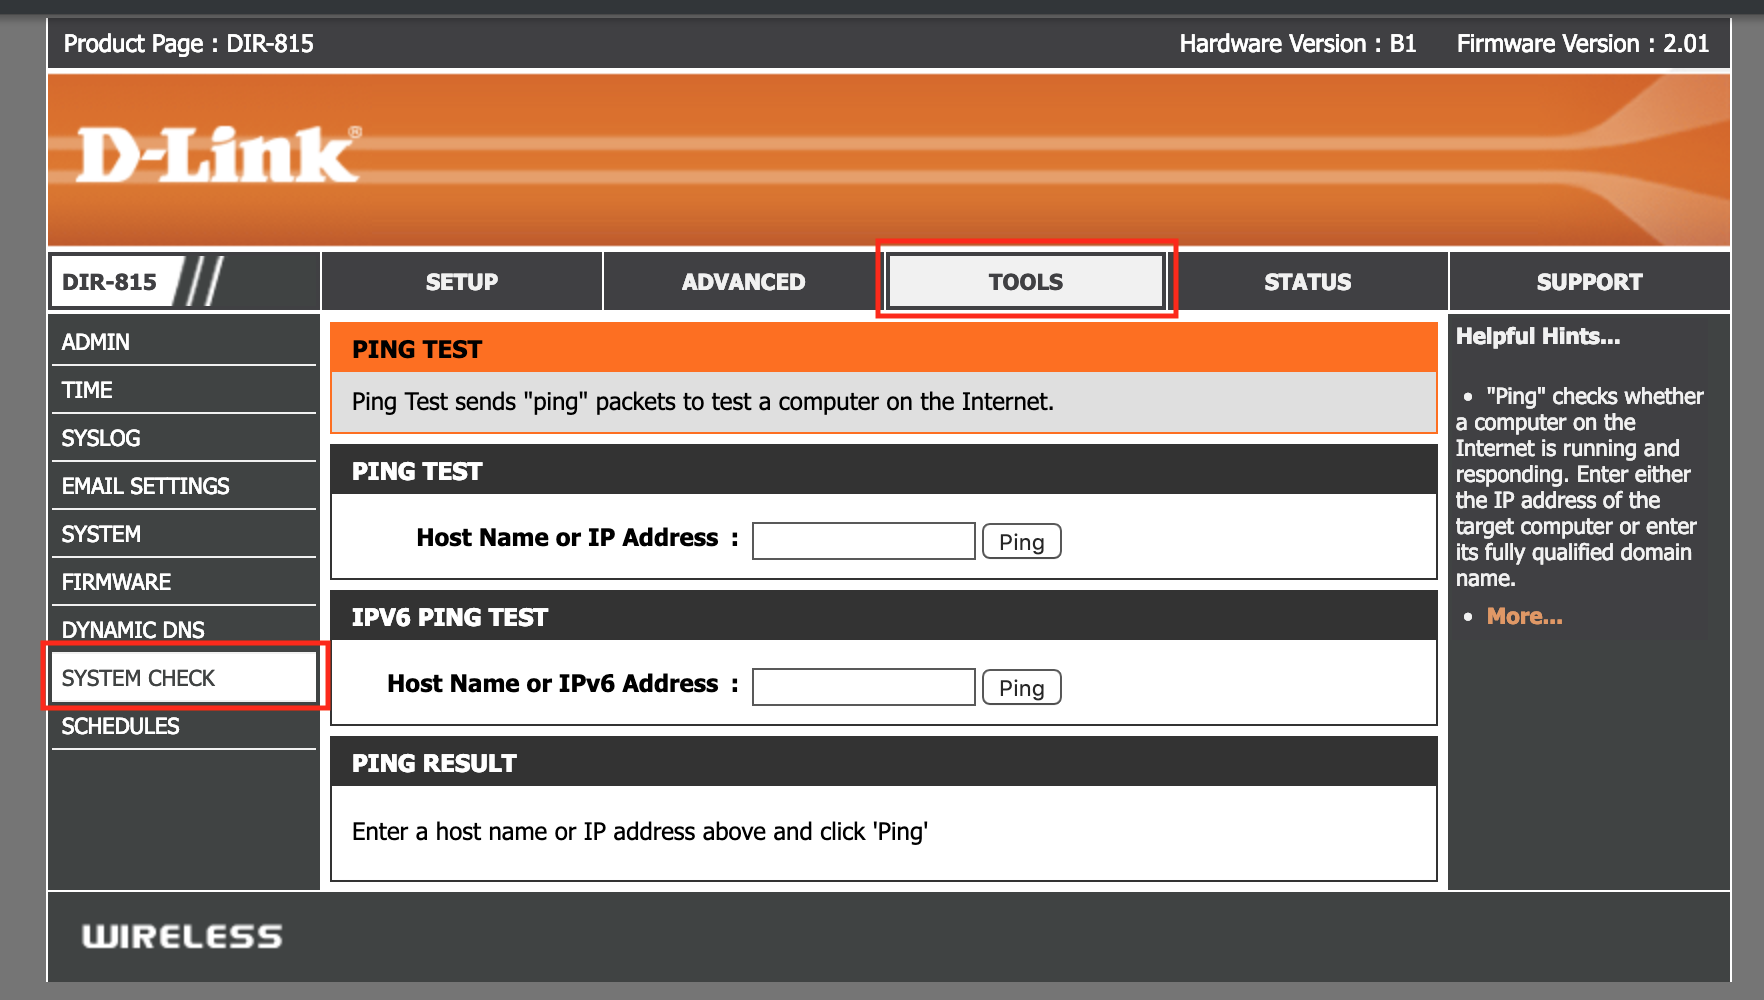 Product Page : DIR-815
Hardware Version : B1
Firmware Version : 2.01
D-Link®
DIR-815
SETUP
ADVANCED
TOOLS
STATUS
SUPPORT
ADMIN
TIME
SYSLOG
EMAIL SETTINGS
SYSTEM
FIRMWARE
DYNAMIC DNS
SYSTEM CHECK
SCHEDULES
PING TEST
Ping Test sends "ping" packets to test a computer on the Internet.
PING TEST
Host Name or IP Address :
Ping
IPV6 PING TEST
Host Name or IPv6 Address :
Ping
PING RESULT
Enter a host name or IP address above and click 'Ping'
Helpful Hints...
• "Ping" checks whether
a computer on the
Internet is running and
responding. Enter either
the IP address of the
target computer or enter
its fully qualified domain
name.
• More...
WIRELESS